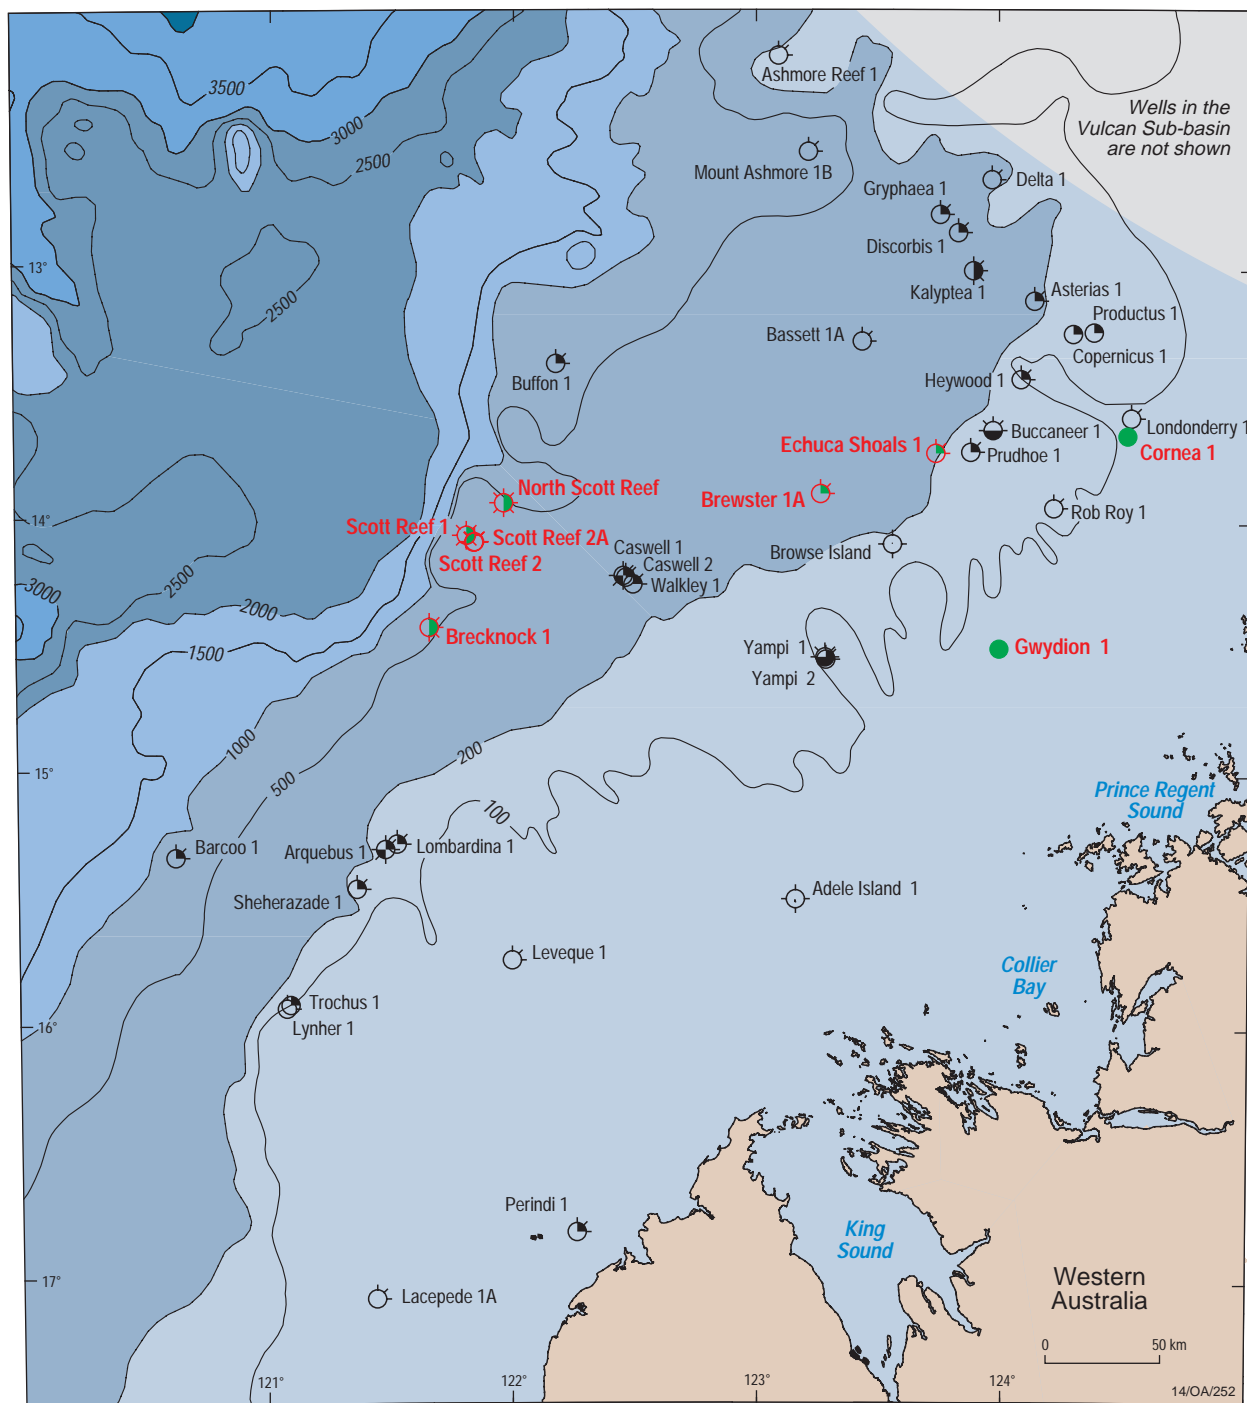 3500
3000
2500
2500
Ashmore Reef 1
Wells in the
Vulcan Sub-basin
are not shown
Mount Ashmore 1B
Gryphaea 1
Delta 1
Discorbis 1
13°
Kalyptea 1
Asterias 1
Productus 1
Bassett 1A
Copernicus 1
Buffon 1
Heywood 1
Buccaneer 1
Londonderry 1
Echuca Shoals 1
Prudhoe 1
Cornea 1
North Scott Reef
Brewster 1A
Rob Roy 1
14°
Scott Reef 1
Scott Reef 2A
Scott Reef 2
Browse Island
Caswell 1
Caswell 2
Walkley 1
3000
2500
2000
1500
Brecknock 1
Yampi 1
Yampi 2
Gwydion 1
1000
500
200
100
15°
Prince Regent
Sound
Barcoo 1
Arquebus 1
Lombardina 1
Sheherazade 1
Adele Island 1
Leveque 1
Collier
Bay
Trochus 1
Lynher 1
16°
Perindi 1
King
Sound
17°
Lacepede 1A
Western
Australia
0
50 km
121°
122°
123°
124°
14/OA/252